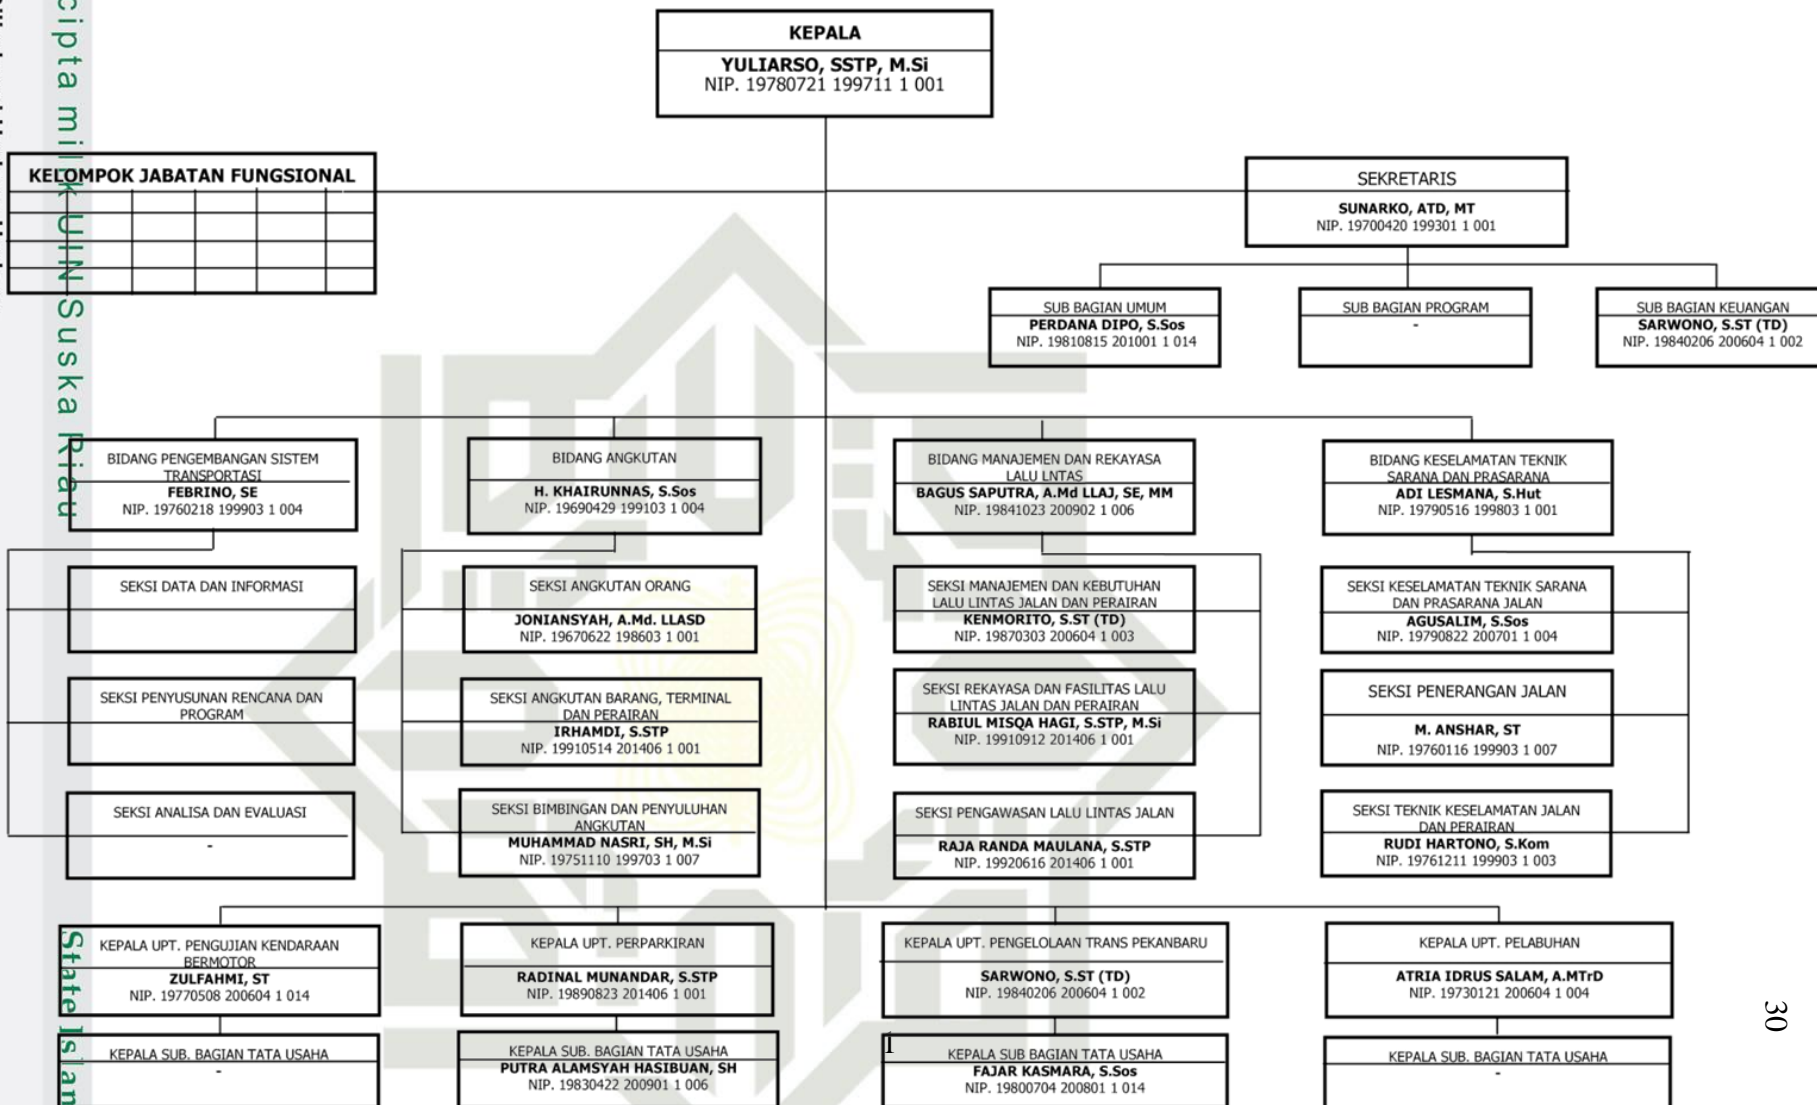 cipta milik UIN Suska Riau
State Islam
KEPALA
YULIARSO, SSTP, M.Si
NIP. 19780721 199711 1 001
KELOMPOK JABATAN FUNGSIONAL
SEKRETARIS
SUNARKO, ATD, MT
NIP. 19700420 199301 1 001
SUB BAGIAN UMUM
PERDANA DIPO, S.Sos
NIP. 19810815 201001 1 014
SUB BAGIAN PROGRAM
-
SUB BAGIAN KEUANGAN
SARWONO, S.ST (TD)
NIP. 19840206 200604 1 002
BIDANG PENGEMBANGAN SISTEM
TRANSPORTASI
FEBRINO, SE
NIP. 19760218 199903 1 004
BIDANG ANGKUTAN
H. KHAIRUNNAS, S.Sos
NIP. 19690429 199103 1 004
BIDANG MANAJEMEN DAN REKAYASA
LALU LNTAS
BAGUS SAPUTRA, A.Md LLAJ, SE, MM
NIP. 19841023 200902 1 006
BIDANG KESELAMATAN TEKNIK
SARANA DAN PRASARANA
ADI LESMANA, S.Hut
NIP. 19790516 199803 1 001
SEKSI DATA DAN INFORMASI
SEKSI ANGKUTAN ORANG
JONIANSYAH, A.Md. LLASD
NIP. 19670622 198603 1 001
SEKSI MANAJEMEN DAN KEBUTUHAN
LALU LINTAS JALAN DAN PERAIRAN
KENMORITO, S.ST (TD)
NIP. 19870303 200604 1 003
SEKSI KESELAMATAN TEKNIK SARANA
DAN PRASARANA JALAN
AGUSALIM, S.Sos
NIP. 19790822 200701 1 004
SEKSI PENYUSUNAN RENCANA DAN
PROGRAM
SEKSI ANGKUTAN BARANG, TERMINAL
DAN PERAIRAN
IRHAMDI, S.STP
NIP. 19910514 201406 1 001
SEKSI REKAYASA DAN FASILITAS LALU
LINTAS JALAN DAN PERAIRAN
RABIUL MISQA HAGI, S.STP, M.Si
NIP. 19910912 201406 1 001
SEKSI PENERANGAN JALAN
M. ANSHAR, ST
NIP. 19760116 199903 1 007
SEKSI ANALISA DAN EVALUASI
-
SEKSI BIMBINGAN DAN PENYULUHAN
ANGKUTAN
MUHAMMAD NASRI, SH, M.Si
NIP. 19751110 199703 1 007
SEKSI PENGAWASAN LALU LINTAS JALAN
RAJA RANDA MAULANA, S.STP
NIP. 19920616 201406 1 001
SEKSI TEKNIK KESELAMATAN JALAN
DAN PERAIRAN
RUDI HARTONO, S.Kom
NIP. 19761211 199903 1 003
KEPALA UPT. PENGUJIAN KENDARAAN
BERMOTOR
ZULFAHMI, ST
NIP. 19770508 200604 1 014
KEPALA UPT. PERPARKIRAN
RADINAL MUNANDAR, S.STP
NIP. 19890823 201406 1 001
KEPALA UPT. PENGELOLAAN TRANS PEKANBARU
SARWONO, S.ST (TD)
NIP. 19840206 200604 1 002
KEPALA UPT. PELABUHAN
ATRIA IDRUS SALAM, A.MTrD
NIP. 19730121 200604 1 004
KEPALA SUB. BAGIAN TATA USAHA
-
KEPALA SUB. BAGIAN TATA USAHA
PUTRA ALAMSYAH HASIBUAN, SH
NIP. 19830422 200901 1 006
1
KEPALA SUB BAGIAN TATA USAHA
FAJAR KASMARA, S.Sos
NIP. 19800704 200801 1 014
KEPALA SUB. BAGIAN TATA USAHA
-
30